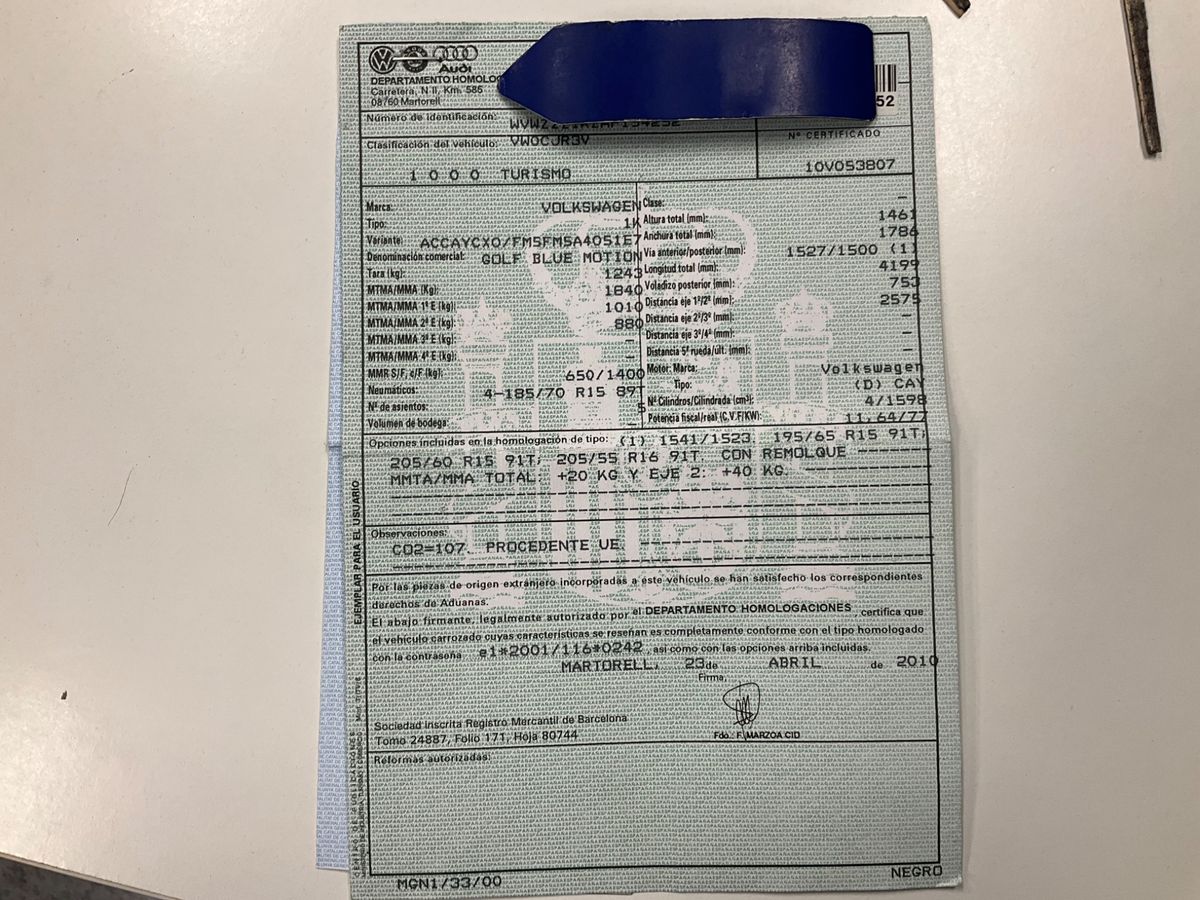 Audi
DEPARTAMENTO HOMOLOG
Carretera, N II, Km. 585
08760 Martorell
52
Número de identificación:
Clasificación del vehículo: VWOCJR3V
Nº CERTIFICADO
1 0 0 0 TURISMO
10V053807
Marca: VOLKSWAGEN
Clase: –
Tipo: 1K
Altura total (mm): 1461
Variante: ACCAYCX0/FM5FM5A4051E7
Anchura total (mm): 1786
Denominación comercial: GOLF BLUE MOTION
Vía anterior/posterior (mm): 1527/1500 (1)
Tara (kg): 1243
Longitud total (mm): 4199
MTMA/MMA (Kg): 1840
Voladizo posterior (mm): 753
MTMA/MMA 1º E (kg): 1010
Distancia eje 1º/2º (mm): 2575
MTMA/MMA 2º E (kg): 880
Distancia eje 2º/3º (mm): –
MTMA/MMA 3º E (kg): –
Distancia eje 3º/4º (mm): –
MTMA/MMA 4º E (kg): –
Distancia 5ª rueda/últ. (mm): –
MMR S/F, c/F (kg): 650/1400
Motor: Marca: Volkswagen
Neumáticos: 4-185/70 R15 89T
Tipo: (D) CAY
Nº de asientos: 5
Nº Cilindros/Cilindrada (cm³): 4/1598
Volumen de bodega: –
Potencia fiscal/real (C.V.F/KW): 11,64/77
Opciones incluidas en la homologación de tipo: (1) 1541/1523; 195/65 R15 91T;
205/60 R15 91T; 205/55 R16 91T. CON REMOLQUE
MMTA/MMA TOTAL: +20 KG Y EJE 2: +40 KG.
Observaciones:
CO2=107. PROCEDENTE UE.
Por las piezas de origen extranjero incorporadas a este vehículo se han satisfecho los correspondientes
derechos de Aduanas.
El abajo firmante, legalmente autorizado por el DEPARTAMENTO HOMOLOGACIONES certifica que
el vehículo carrozado cuyas características se reseñan es completamente conforme con el tipo homologado
con la contraseña e1*2001/116*0242, así como con las opciones arriba incluidas.
MARTORELL, 23 de ABRIL de 2010
Firma,
Sociedad inscrita Registro Mercantil de Barcelona
Tomo 24887, Folio 171, Hoja 80744
Fdo.: F. MARZOA CID
Reformas autorizadas:
EJEMPLAR PARA EL USUARIO
MGN1/33/00
NEGRO